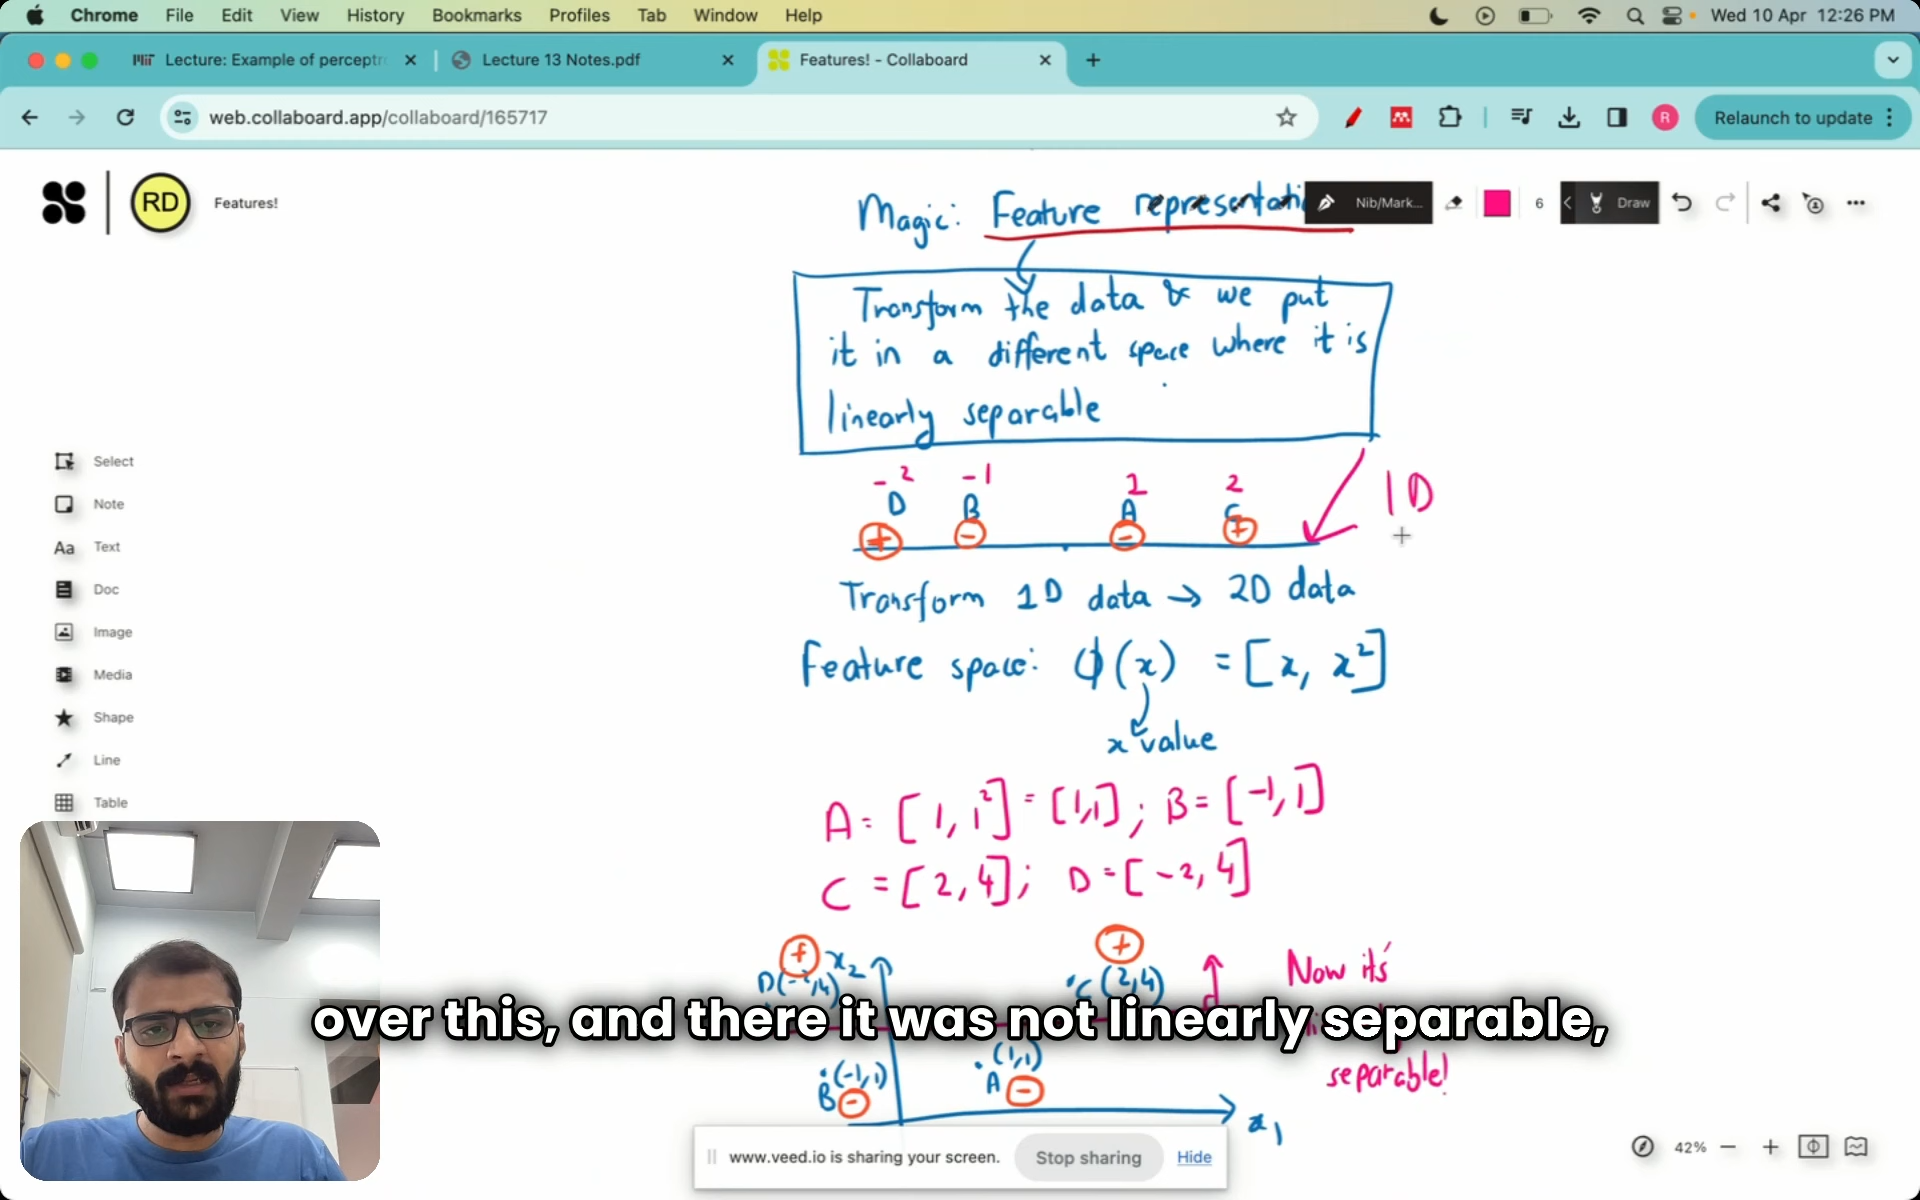 Chrome File Edit View History Bookmarks Profiles Tab Window Help Wed 10 Apr 12:26 PM
Lecture: Example of perceptr Lecture 13 Notes.pdf Features! - Collaboard
web.collaboard.app/collaboard/165717 R Relaunch to update
RD Features!
Nib/Mark... 6 Draw
Magic: Feature representati
Transform the data & we put
it in a different space where it is
linearly separable
-2 -1 1 2 1D
D B A C
+ - - +
Transform 1D data → 2D data
Feature space: ϕ(x) = [x, x²]
x value
A = [1, 1²] = [1,1]; B = [-1, 1]
C = [2, 4]; D = [-2, 4]
+ x₂ +
D(-2,4) C (2,4) Now it's
over this, and there it was not linearly separable,
separable!
(-1,1) (1,1)
B - A -
x₁
Select
Note
Aa Text
Doc
Image
Media
Shape
Line
Table
www.veed.io is sharing your screen. Stop sharing Hide
42% − +